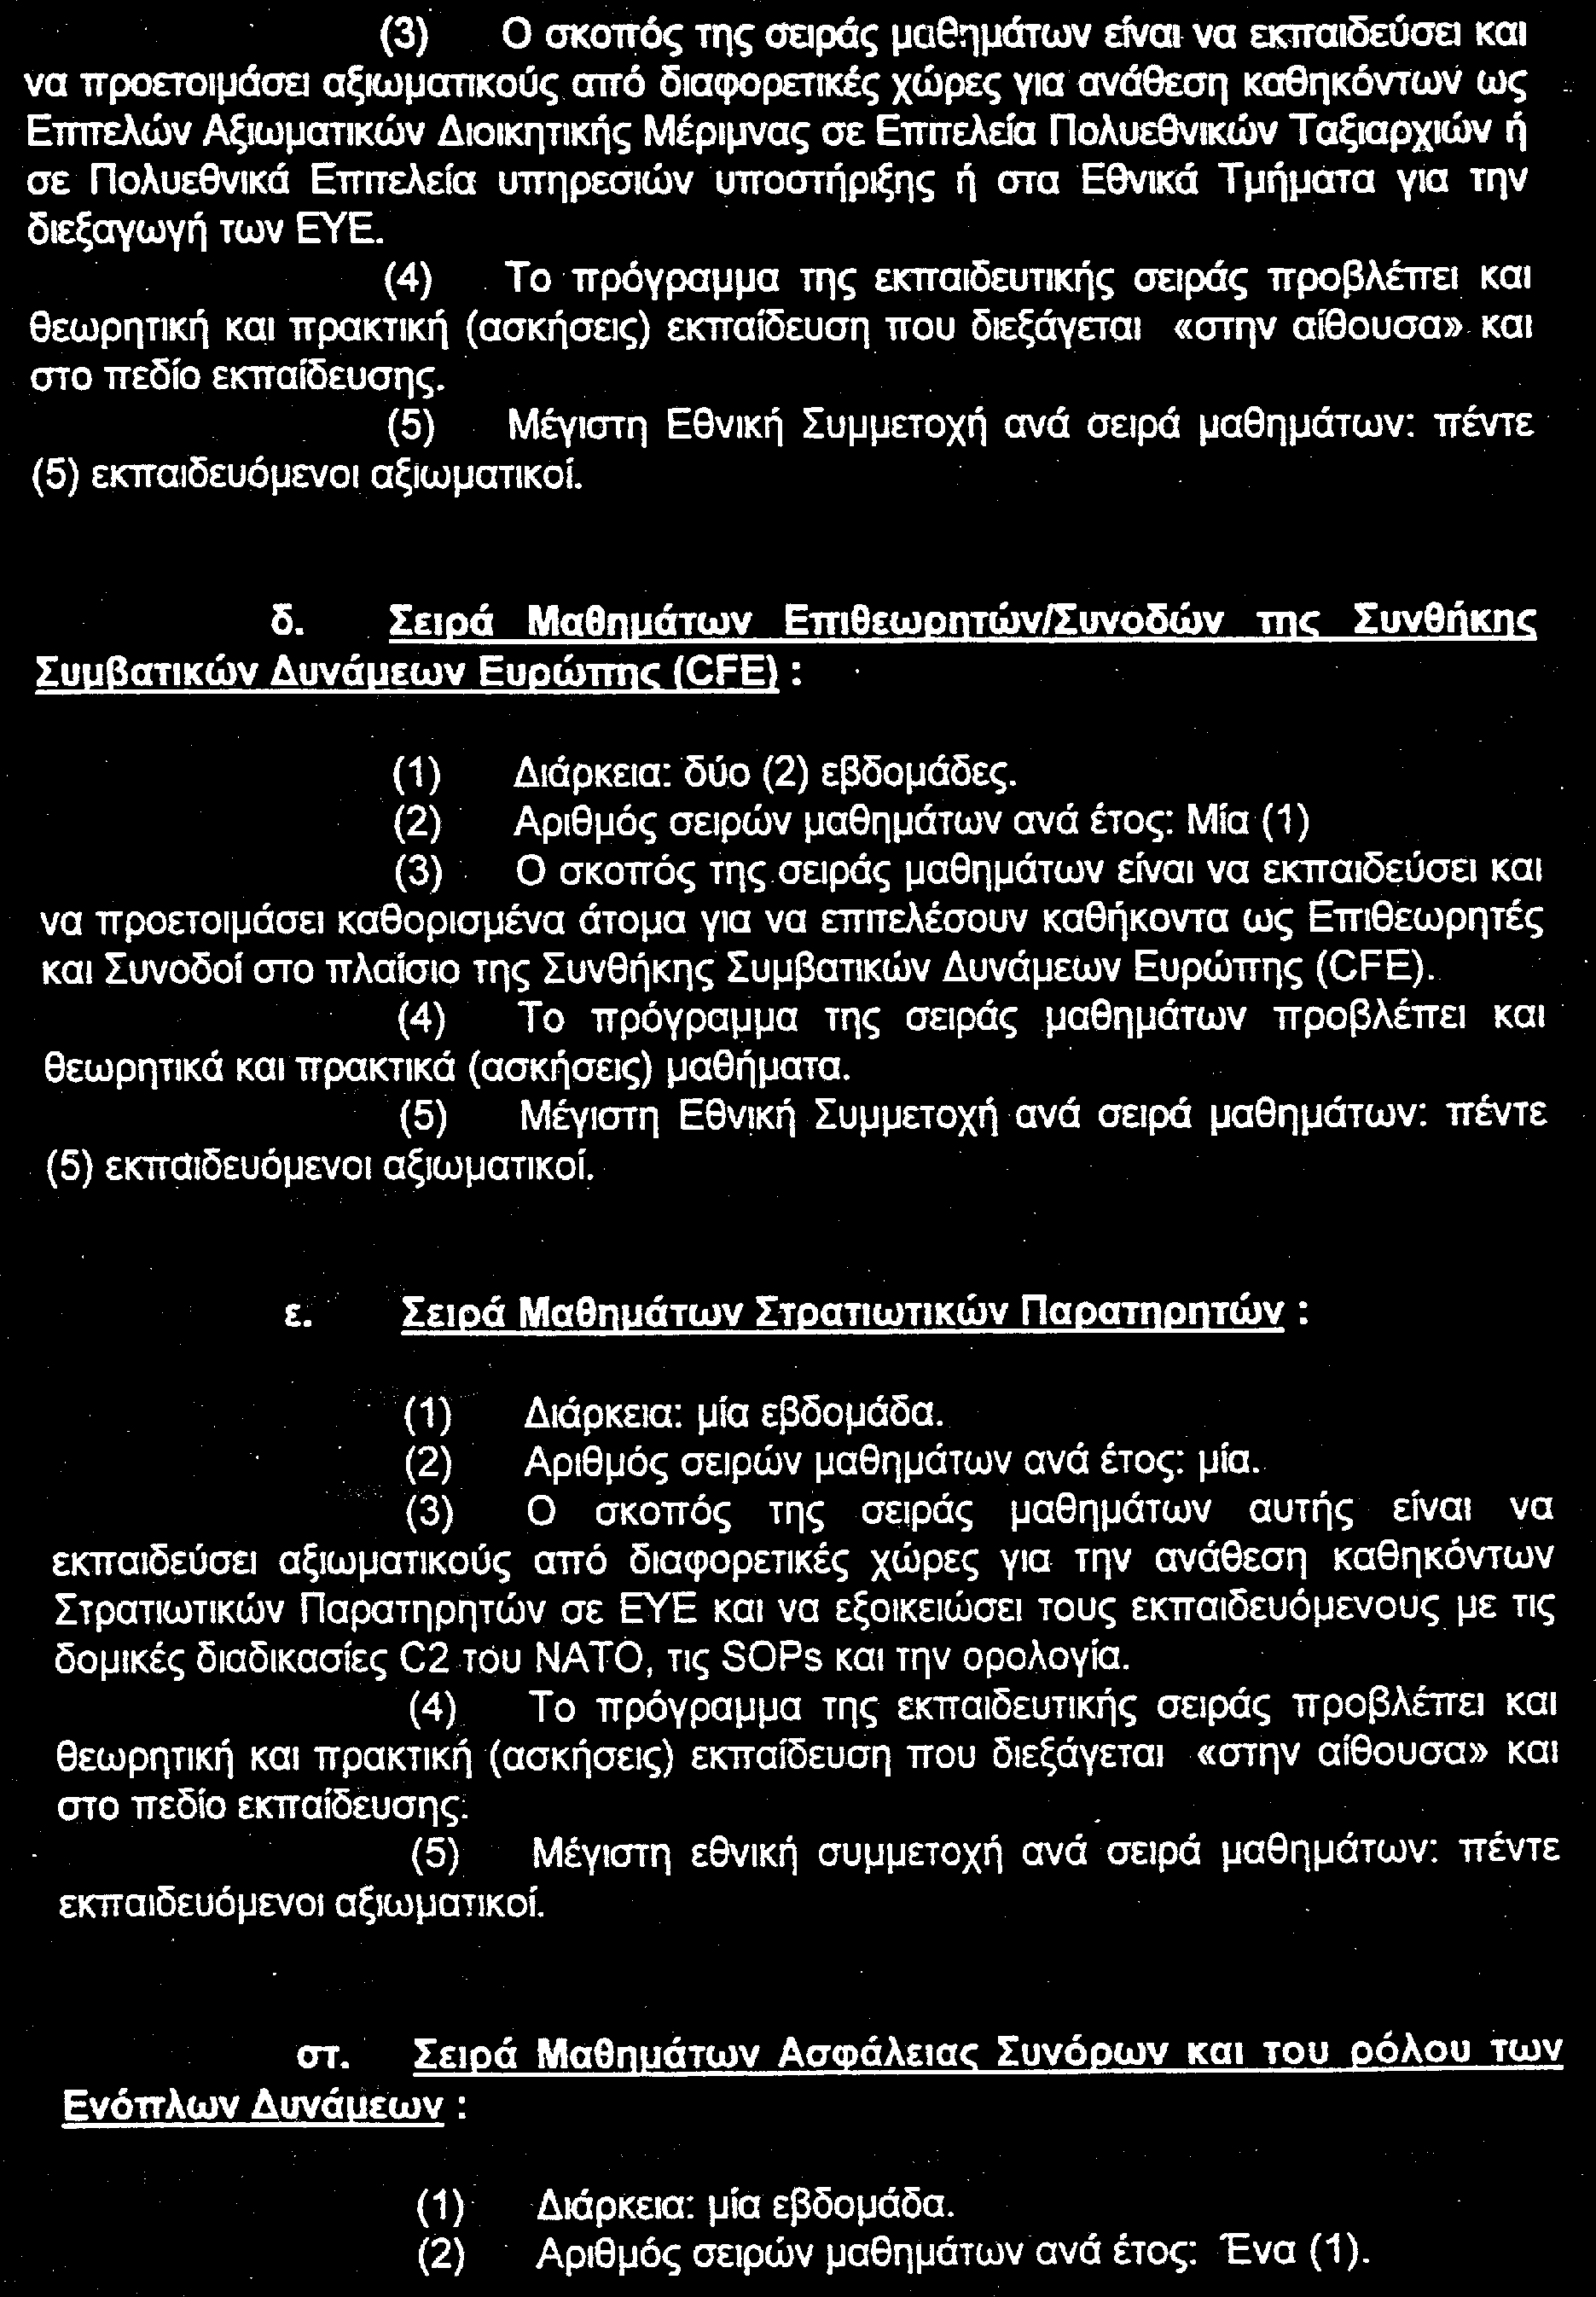 (3) Ο σκοπός της σειράς μαθημάτων είναι να εκπαιδεύσει και
να προετοιμάσει αξιωματικούς από διαφορετικές χώρες για ανάθεση καθηκόντων ως
Επιτελών Αξιωματικών Διοικητικής Μέριμνας σε Επιτελεία Πολυεθνικών Ταξιαρχιών ή
σε Πολυεθνικά Επιτελεία υπηρεσιών υποστήριξης ή στα Εθνικά Τμήματα για την
διεξαγωγή των ΕΥΕ.
(4) Το πρόγραμμα της εκπαιδευτικής σειράς προβλέπει και
θεωρητική και πρακτική (ασκήσεις) εκπαίδευση που διεξάγεται «στην αίθουσα» και
στο πεδίο εκπαίδευσης.
(5) Μέγιστη Εθνική Συμμετοχή ανά σειρά μαθημάτων: πέντε
(5) εκπαιδευόμενοι αξιωματικοί.
δ. Σειρά Μαθημάτων Επιθεωρητών/Συνοδών της Συνθήκης
Συμβατικών Δυνάμεων Ευρώπης (CFE) :
(1) Διάρκεια: δύο (2) εβδομάδες.
(2) Αριθμός σειρών μαθημάτων ανά έτος: Μία (1)
(3) Ο σκοπός της σειράς μαθημάτων είναι να εκπαιδεύσει και
να προετοιμάσει καθορισμένα άτομα για να επιτελέσουν καθήκοντα ως Επιθεωρητές
και Συνοδοί στο πλαίσιο της Συνθήκης Συμβατικών Δυνάμεων Ευρώπης (CFE).
(4) Το πρόγραμμα της σειράς μαθημάτων προβλέπει και
θεωρητικά και πρακτικά (ασκήσεις) μαθήματα.
(5) Μέγιστη Εθνική Συμμετοχή ανά σειρά μαθημάτων: πέντε
(5) εκπαιδευόμενοι αξιωματικοί.
ε. Σειρά Μαθημάτων Στρατιωτικών Παρατηρητών :
(1) Διάρκεια: μία εβδομάδα.
(2) Αριθμός σειρών μαθημάτων ανά έτος: μία.
(3) Ο σκοπός της σειράς μαθημάτων αυτής είναι να
εκπαιδεύσει αξιωματικούς από διαφορετικές χώρες για την ανάθεση καθηκόντων
Στρατιωτικών Παρατηρητών σε ΕΥΕ και να εξοικειώσει τους εκπαιδευόμενους με τις
δομικές διαδικασίες C2 του ΝΑΤΟ, τις SOPs και την ορολογία.
(4) Το πρόγραμμα της εκπαιδευτικής σειράς προβλέπει και
θεωρητική και πρακτική (ασκήσεις) εκπαίδευση που διεξάγεται «στην αίθουσα» και
στο πεδίο εκπαίδευσης.
(5) Μέγιστη εθνική συμμετοχή ανά σειρά μαθημάτων: πέντε
εκπαιδευόμενοι αξιωματικοί.
στ. Σειρά Μαθημάτων Ασφάλειας Συνόρων και του ρόλου των
Ενόπλων Δυνάμεων :
(1) Διάρκεια: μία εβδομάδα.
(2) Αριθμός σειρών μαθημάτων ανά έτος: Ένα (1).